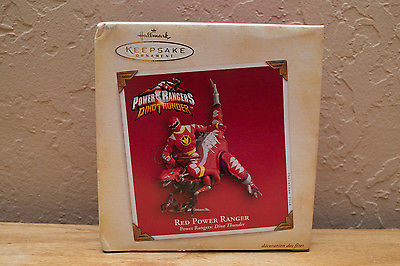 Hallmark
KEEPSAKE
ORNAMENT
POWER RANGERS
DINO THUNDER
RED POWER RANGER
Power Rangers: Dino Thunder
décoration des fêtes